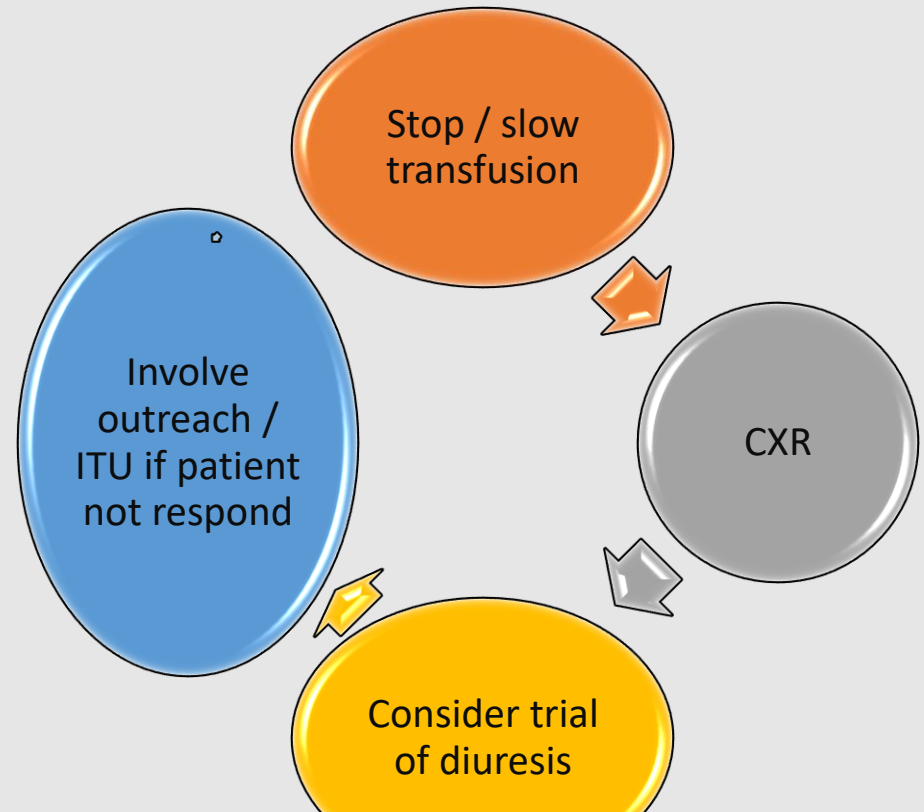 Stop / slow
transfusion
CXR
Consider trial
of diuresis
Involve
outreach /
ITU if patient
not respond